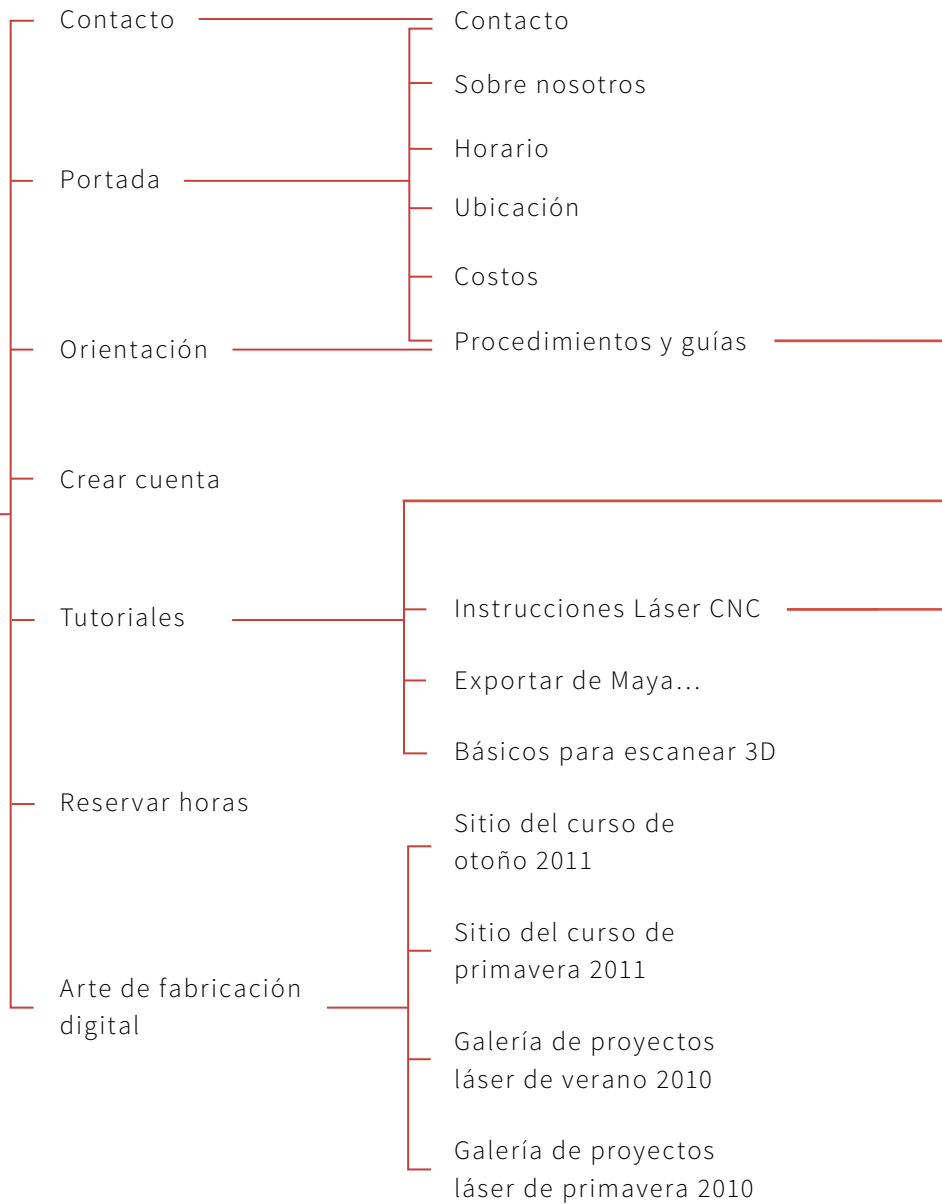 Contacto
Portada
Orientación
Crear cuenta
Tutoriales
Reservar horas
Arte de fabricación
digital
Contacto
Sobre nosotros
Horario
Ubicación
Costos
Procedimientos y guías
Instrucciones Láser CNC
Exportar de Maya...
Básicos para escanear 3D
Sitio del curso de
otoño 2011
Sitio del curso de
primavera 2011
Galería de proyectos
láser de verano 2010
Galería de proyectos
láser de primavera 2010